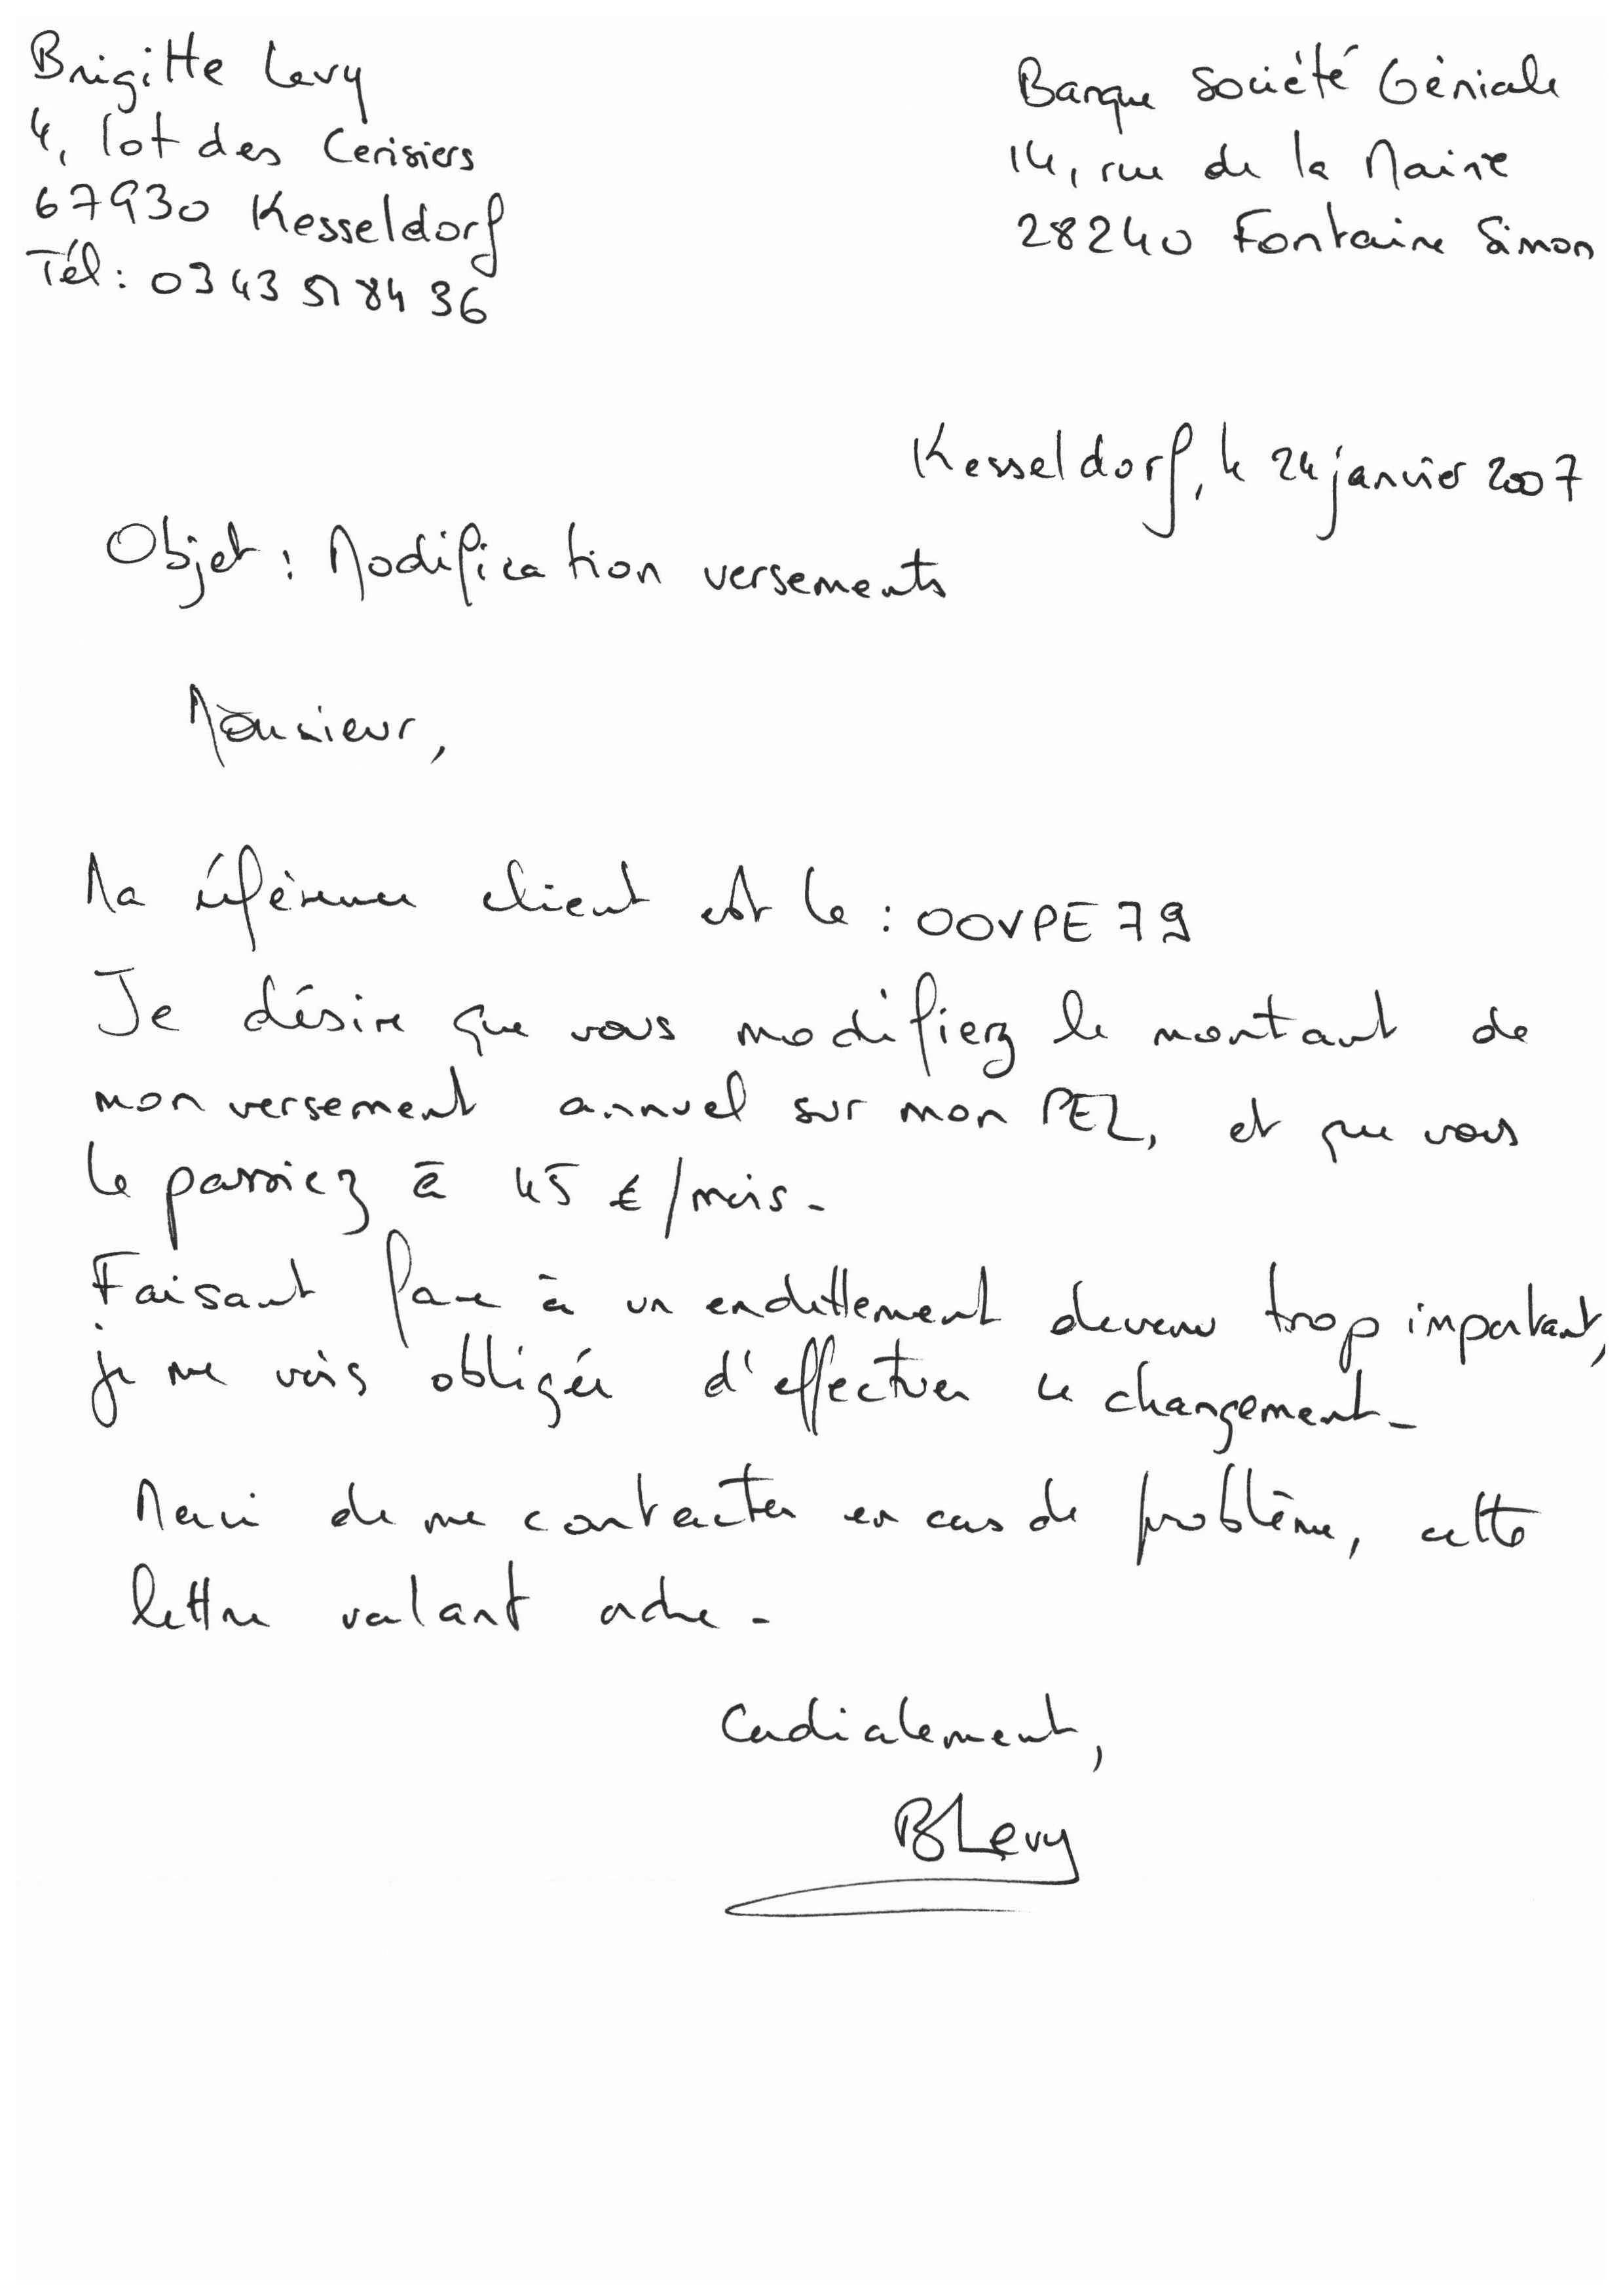 Brigitte Levy
4, lot des Cerisiers
67930 Kesseldorf
Tél : 03 43 51 84 36
Banque Société Géniale
14, rue de la Mairie
28240 Fontaine Simon
Kesseldorf, le 24 janvier 2007
Objet : Modification versements
Monsieur,
Ma référence client est le : OOVPE79
Je désire que vous modifiez le montant de
mon versement annuel sur mon PEL, et que vous
le passiez à 45 €/mois.
Faisant face à un endettement devenu trop important,
je me vois obligée d'effectuer ce changement.
Merci de me contacter en cas de problème, cette
lettre valant ordre.
Cordialement,
BLevy